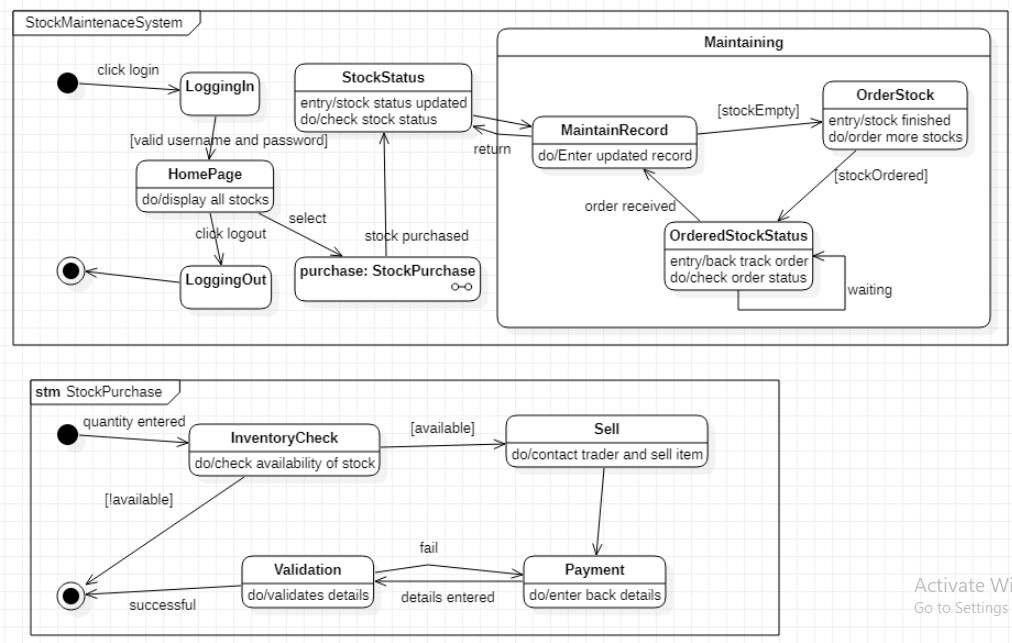 StockMaintenaceSystem
Maintaining
click login
LoggingIn
StockStatus
entry/stock status updated
do/check stock status
OrderStock
entry/stock finished
do/order more stocks
[stockEmpty]
MaintainRecord
do/Enter updated record
return
[valid username and password]
HomePage
do/display all stocks
[stockOrdered]
order received
select
click logout
stock purchased
OrderedStockStatus
entry/back track order
do/check order status
waiting
LoggingOut
purchase: StockPurchase
stm StockPurchase
quantity entered
InventoryCheck
do/check availability of stock
[available]
Sell
do/contact trader and sell item
[!available]
fail
Validation
do/validates details
Payment
do/enter back details
details entered
successful
Activate Wi
Go to Settings